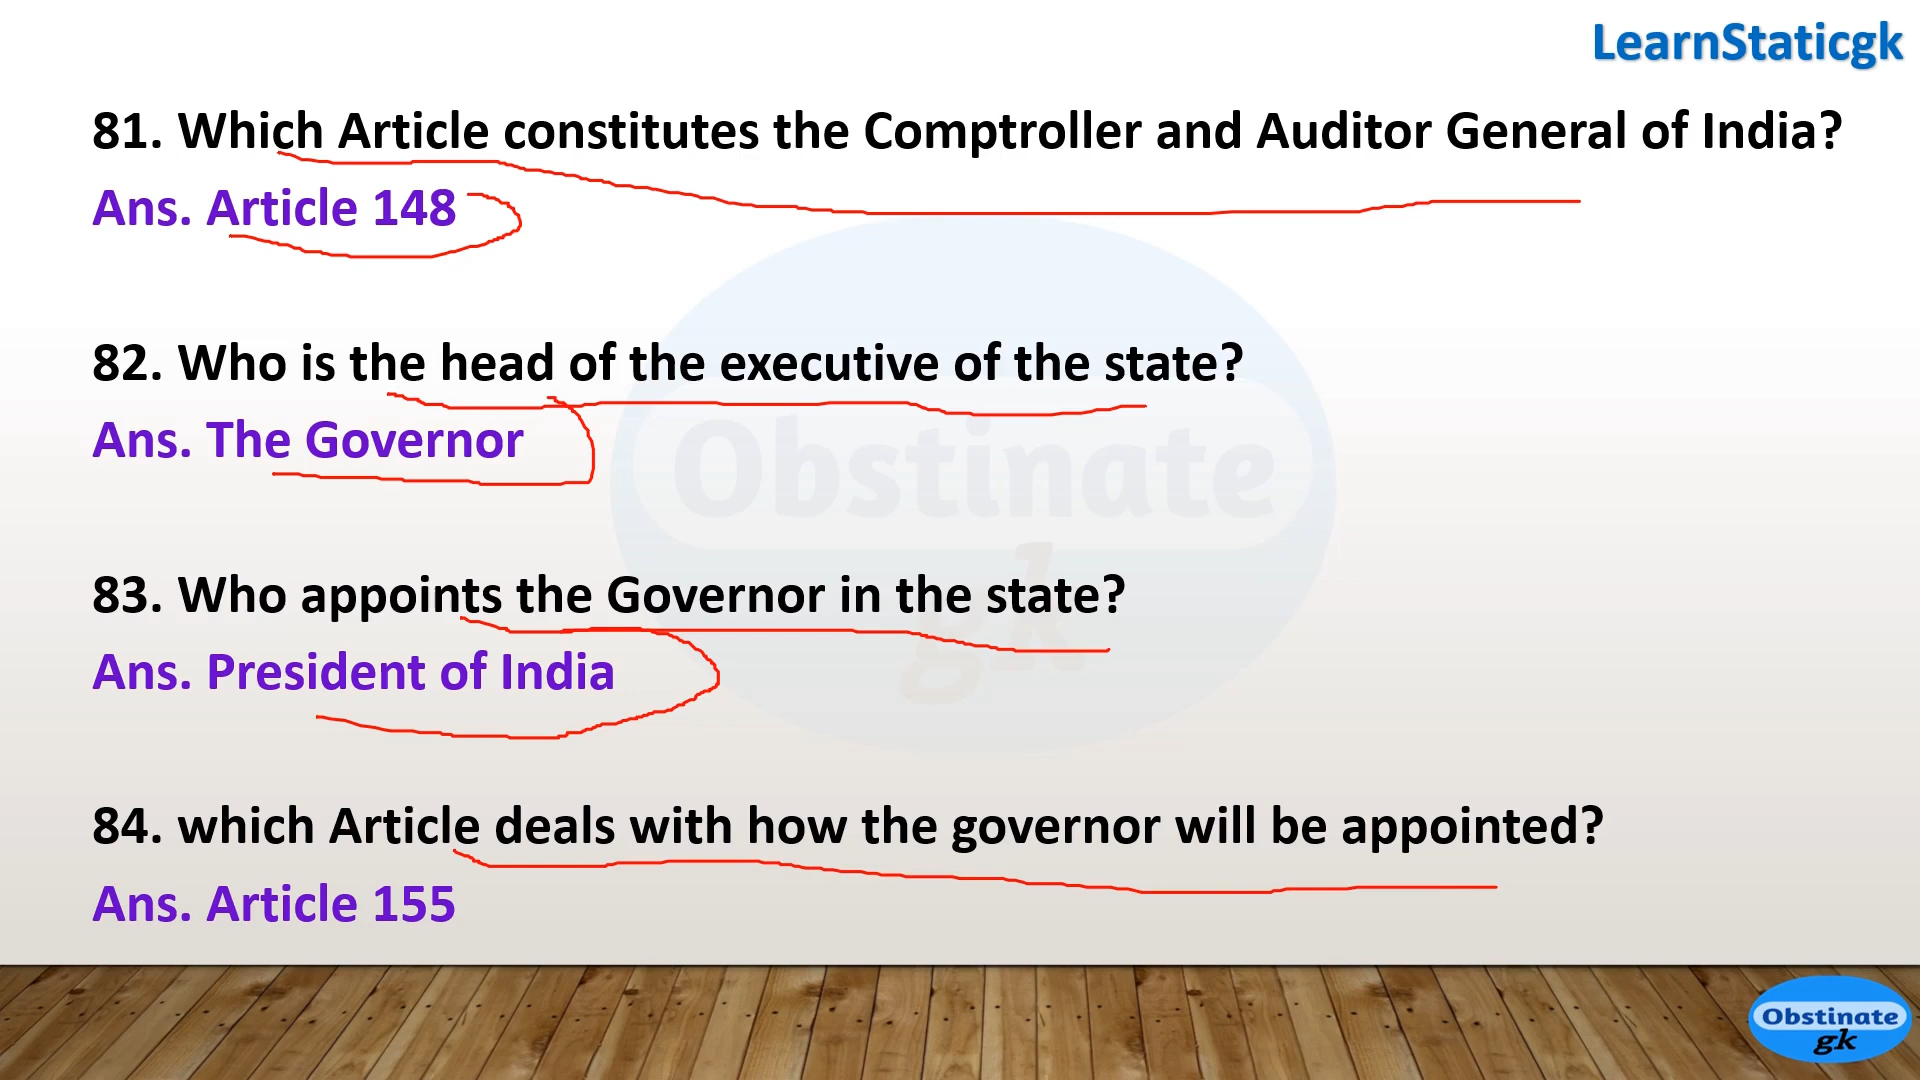 LearnStaticgk
81. Which Article constitutes the Comptroller and Auditor General of India?
Ans. Article 148
82. Who is the head of the executive of the state?
Ans. The Governor
83. Who appoints the Governor in the state?
Ans. President of India
84. which Article deals with how the governor will be appointed?
Ans. Article 155
Obstinate
gk
Obstinate
gk